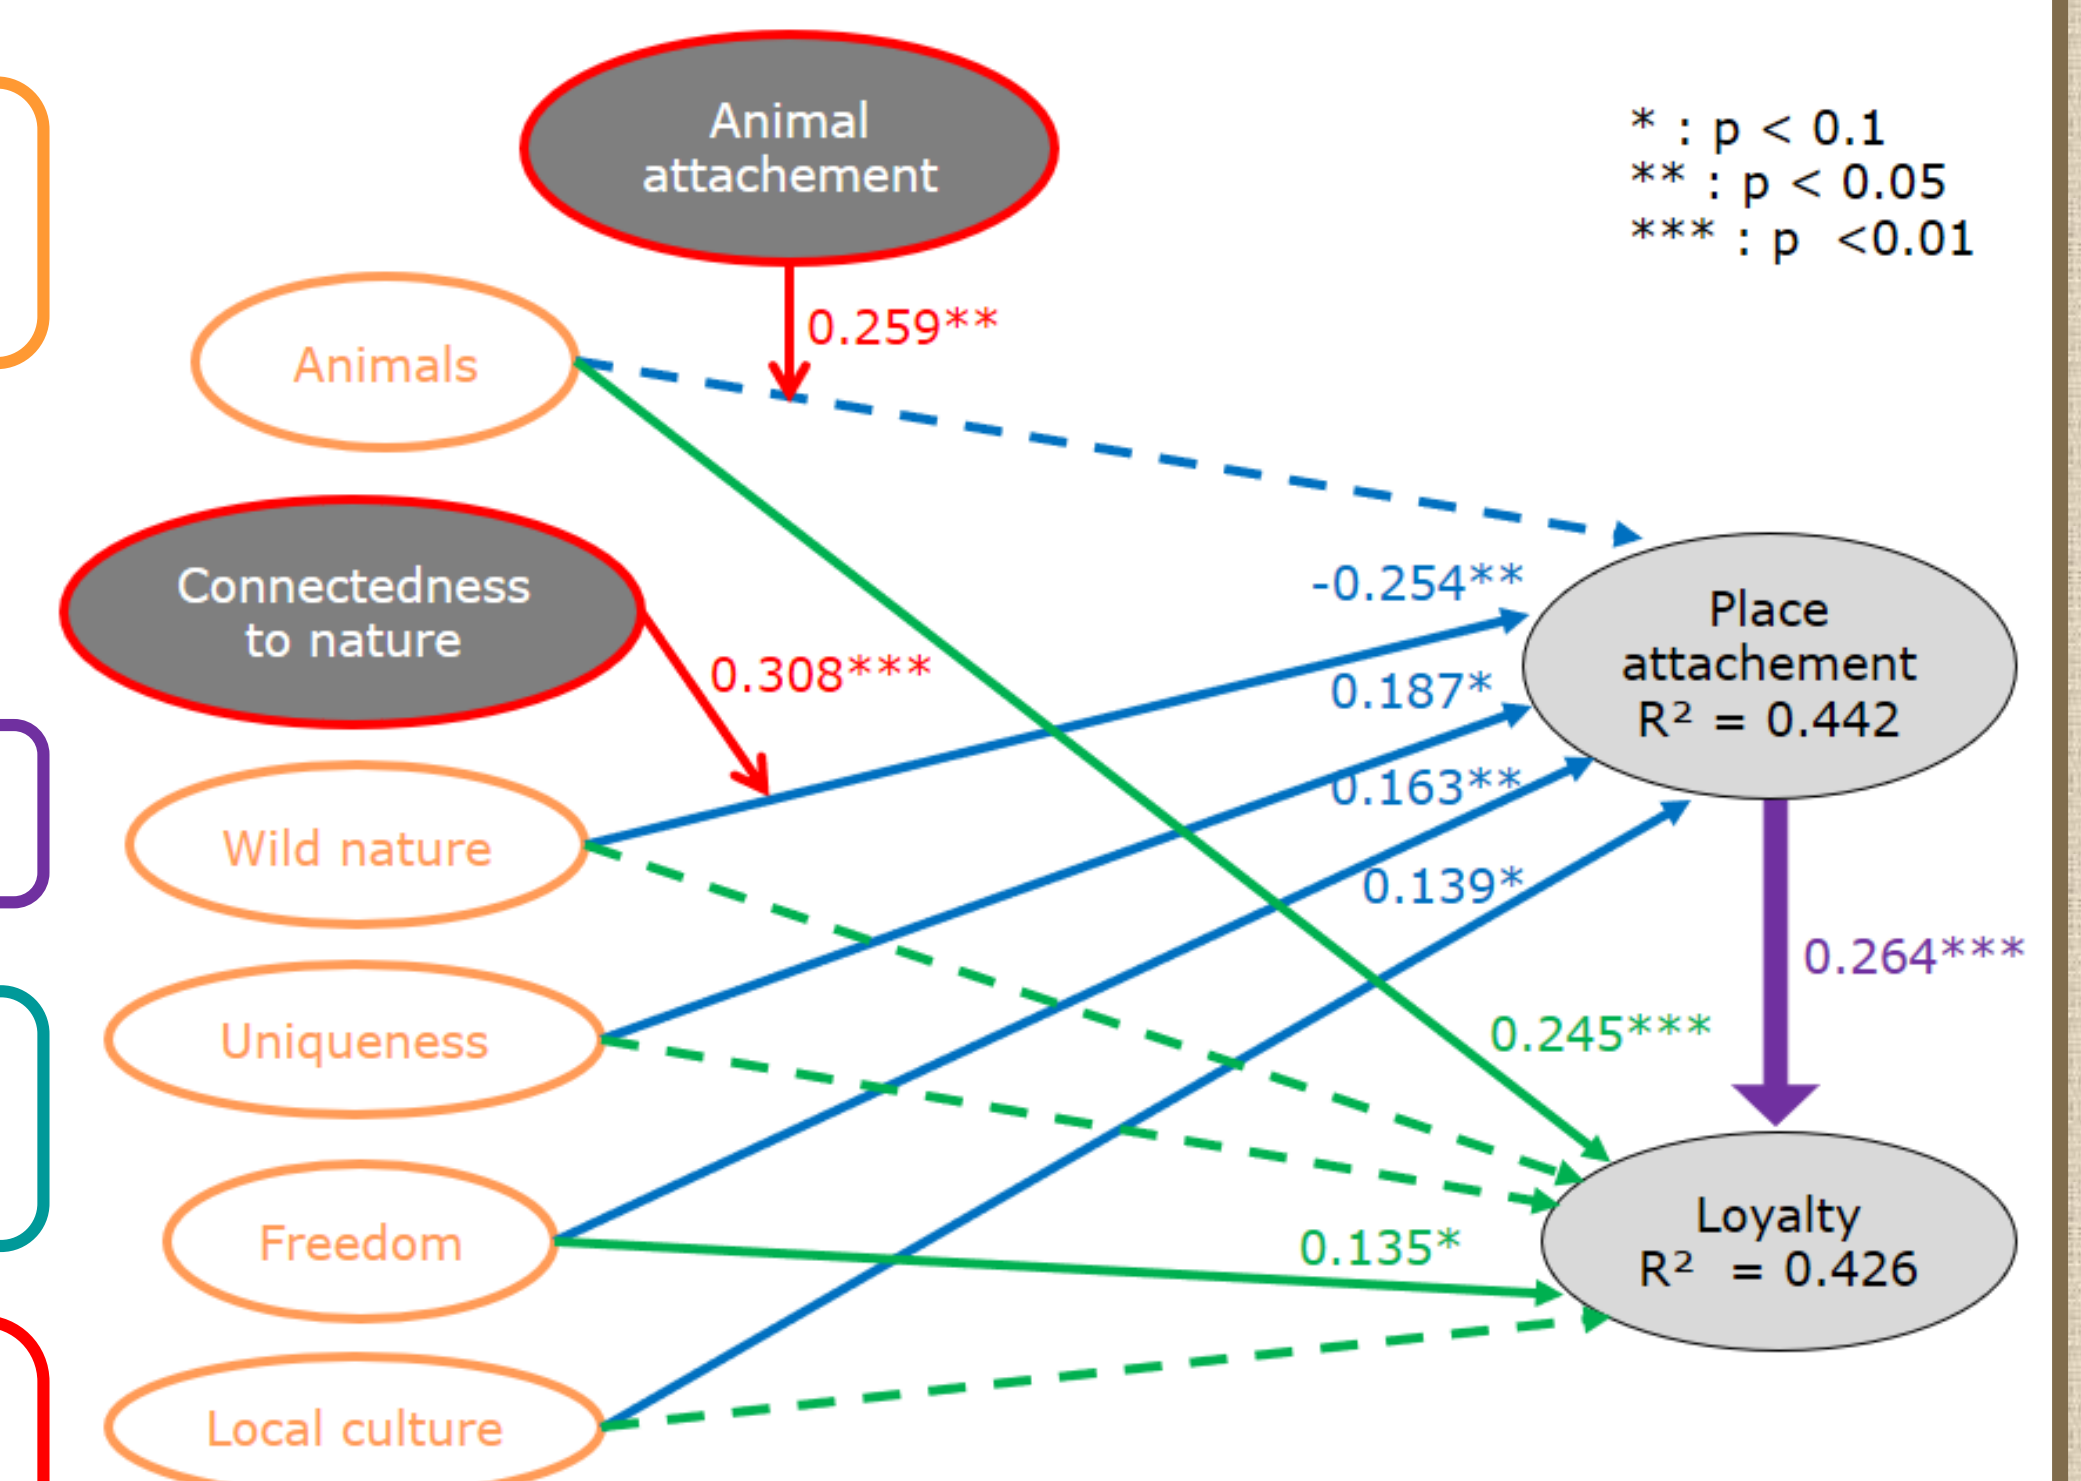 Animal
attachement
* : p < 0.1
** : p < 0.05
*** : p  <0.01
0.259**
Animals
Connectedness
to nature
-0.254**
Place
attachement
R² = 0.442
0.308***
0.187*
0.163**
Wild nature
0.139*
0.264***
0.245***
Uniqueness
Freedom
0.135*
Loyalty
R²  = 0.426
Local culture